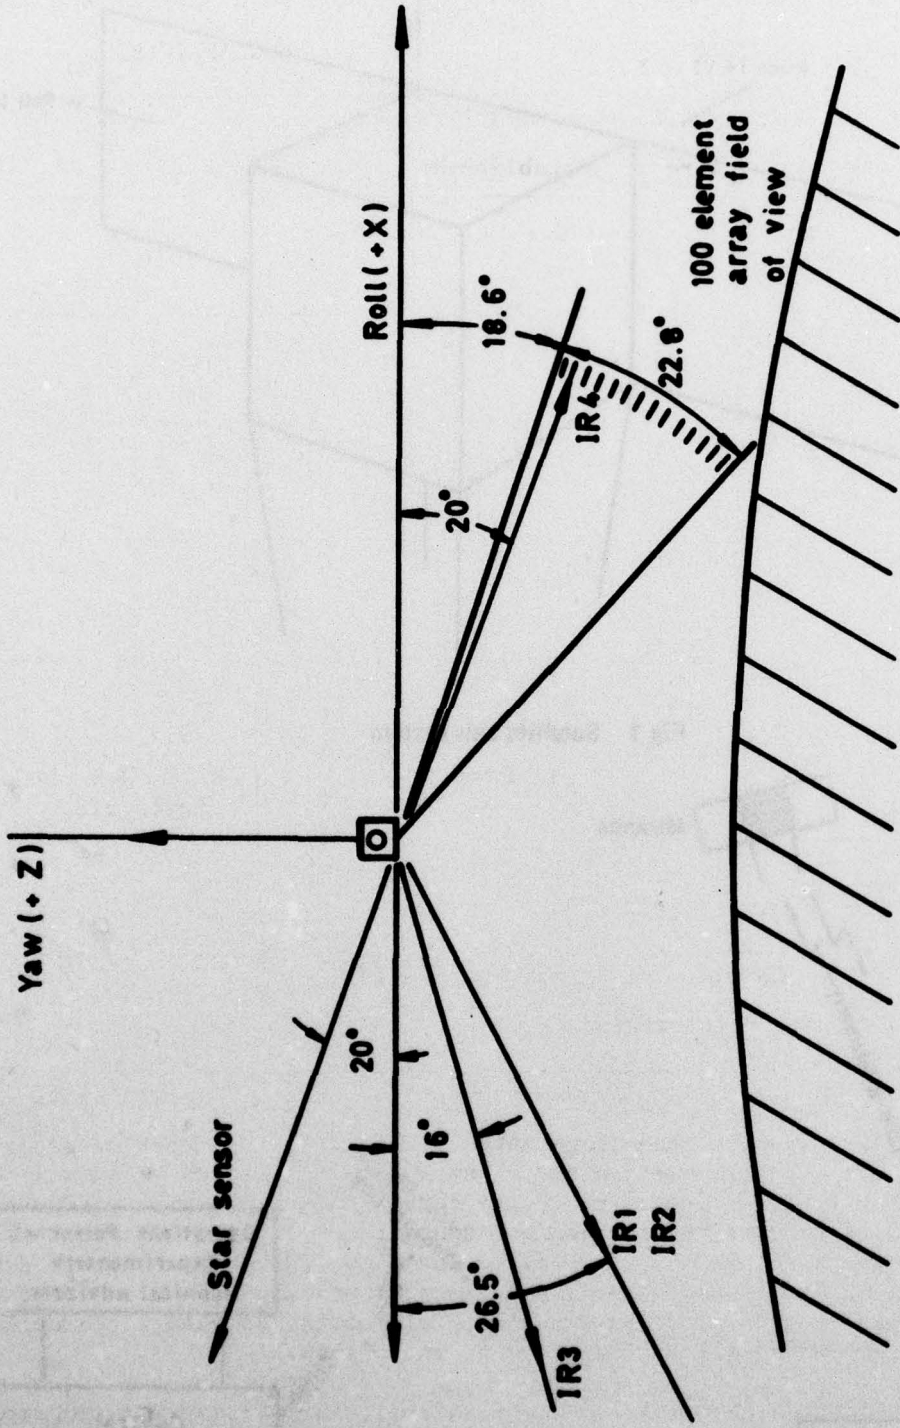 Yaw (+ Z)
Roll (+X)
Star sensor
20°
16°
26.5°
IR3
IR1
IR2
20°
18.6°
IR4
22.8°
100 element
array field
of view